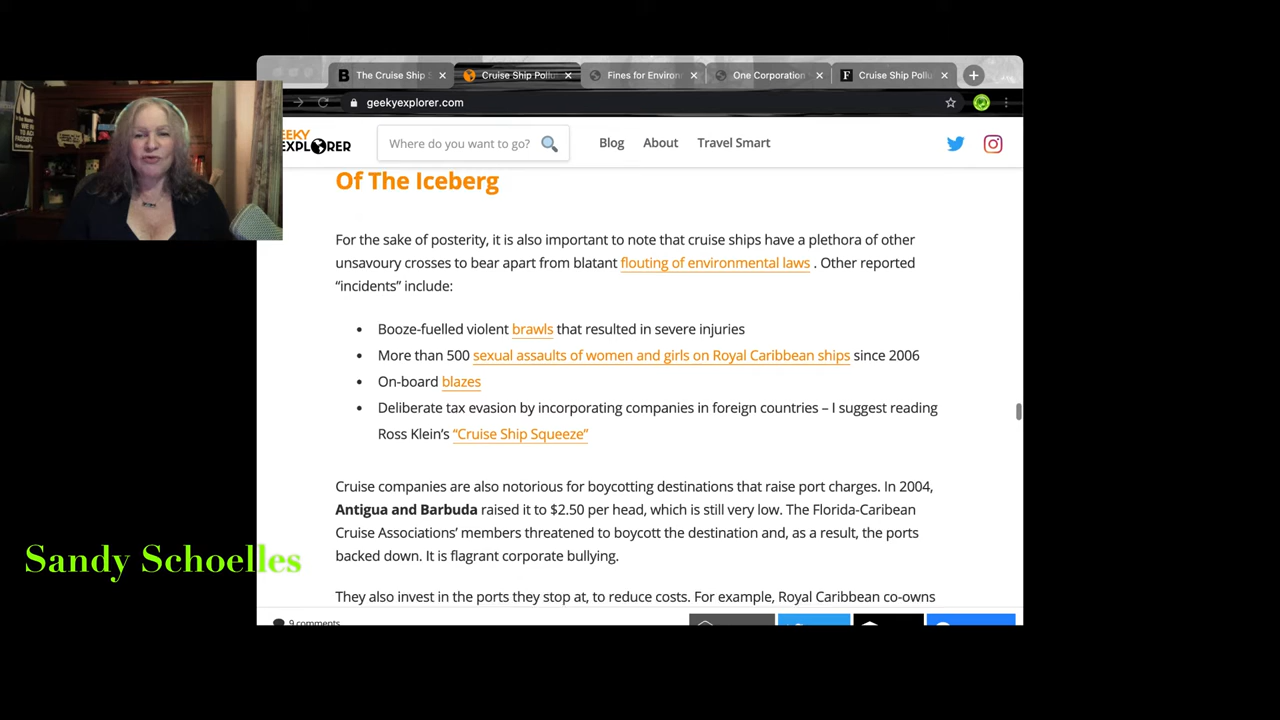 The Cruise Ship
Cruise Ship Pollu
Fines for Environ
One Corporation
Cruise Ship Pollu
geekyexplorer.com
EEKY
EXPLORER
Where do you want to go?
Blog
About
Travel Smart
Of The Iceberg
For the sake of posterity, it is also important to note that cruise ships have a plethora of other
unsavoury crosses to bear apart from blatant flouting of environmental laws . Other reported
“incidents” include:
Booze-fuelled violent brawls that resulted in severe injuries
More than 500 sexual assaults of women and girls on Royal Caribbean ships since 2006
On-board blazes
Deliberate tax evasion by incorporating companies in foreign countries – I suggest reading
Ross Klein’s “Cruise Ship Squeeze”
Cruise companies are also notorious for boycotting destinations that raise port charges. In 2004,
Antigua and Barbuda raised it to $2.50 per head, which is still very low. The Florida-Caribean
Cruise Associations’ members threatened to boycott the destination and, as a result, the ports
backed down. It is flagrant corporate bullying.
Sandy Schoelles
They also invest in the ports they stop at, to reduce costs. For example, Royal Caribbean co-owns
9 comments